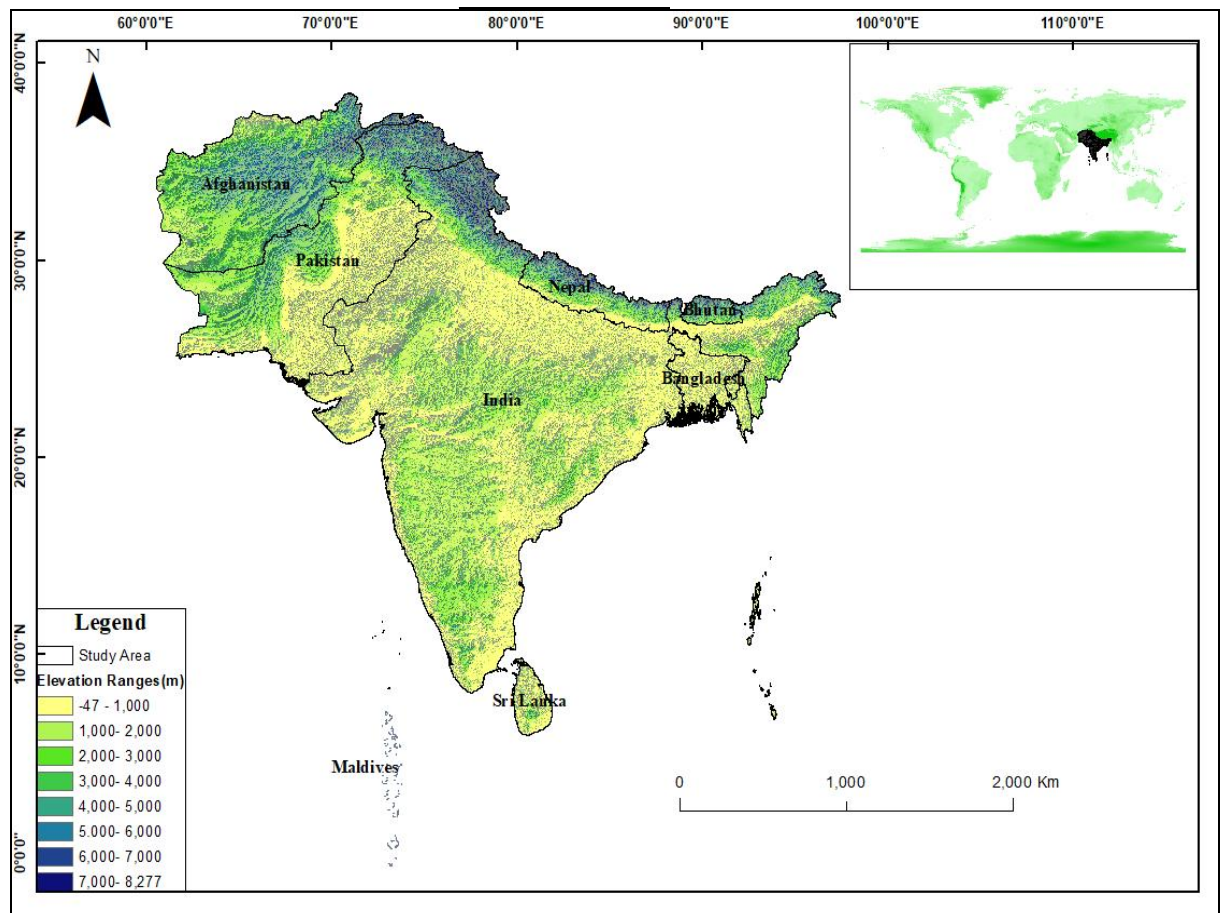 60°0'0"E 70°0'0"E 80°0'0"E 90°0'0"E 100°0'0"E 110°0'0"E
40°0'0"N
30°0'0"N
20°0'0"N
10°0'0"N
0°0'0"
N
Afghanistan
Pakistan
Nepal
Bhutan
Bangladesh
India
Sri Lanka
Maldives
Legend
Study Area
Elevation Ranges(m)
-47 - 1,000
1,000- 2,000
2,000- 3,000
3,000- 4,000
4,000- 5,000
5.000- 6,000
6,000- 7,000
7,000- 8,277
0 1,000 2,000 Km